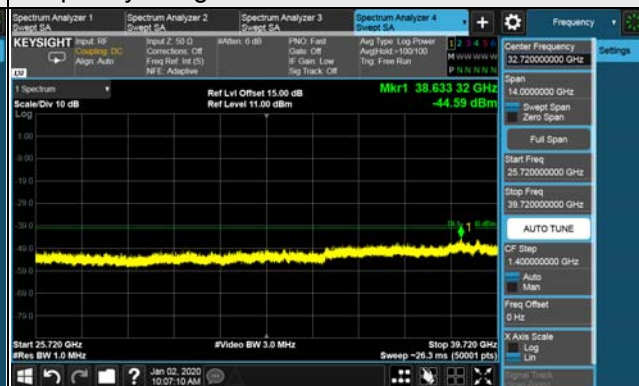 Spectrum Analyzer 1
Swept SA
Spectrum Analyzer 2
Swept SA
Spectrum Analyzer 3
Swept SA
Spectrum Analyzer 4
Swept SA
+
Frequency
KEYSIGHT
Input: RF
Coupling: DC
Align: Auto
Input Z: 50 Ω
Corrections: Off
Freq Ref: Int (S)
NFE: Adaptive
#Atten: 6 dB
PNO: Fast
Gate: Off
IF Gain: Low
Sig Track: Off
Avg Type: Log-Power
Avg|Hold:>100/100
Trig: Free Run
1 2 3 4 5 6
M W W W W W
P N N N N N
LXI
1 Spectrum
Scale/Div 10 dB
Log
Ref Lvl Offset 15.00 dB
Ref Level 11.00 dBm
Mkr1 38.633 32 GHz
-44.59 dBm
1.00
-9.00
-19.0
-29.0
-39.0
-49.0
-59.0
-69.0
-79.0
1
Start 25.720 GHz
#Res BW 1.0 MHz
#Video BW 3.0 MHz
Stop 39.720 GHz
Sweep ~26.3 ms (50001 pts)
Center Frequency
32.720000000 GHz
Settings
Span
14.0000000 GHz
Swept Span
Zero Span
Full Span
Start Freq
25.720000000 GHz
Stop Freq
39.720000000 GHz
AUTO TUNE
CF Step
1.400000000 GHz
Auto
Man
Freq Offset
0 Hz
X Axis Scale
Log
Lin
Signal Track
Jan 02, 2020
10:07:10 AM